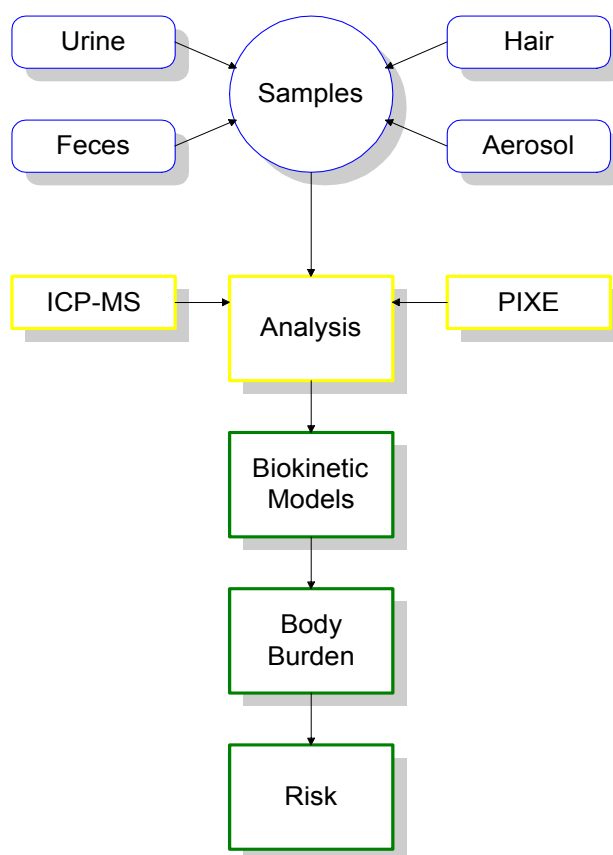 Urine
Hair
Samples
Feces
Aerosol
ICP-MS
PIXE
Analysis
Biokinetic
Models
Body
Burden
Risk